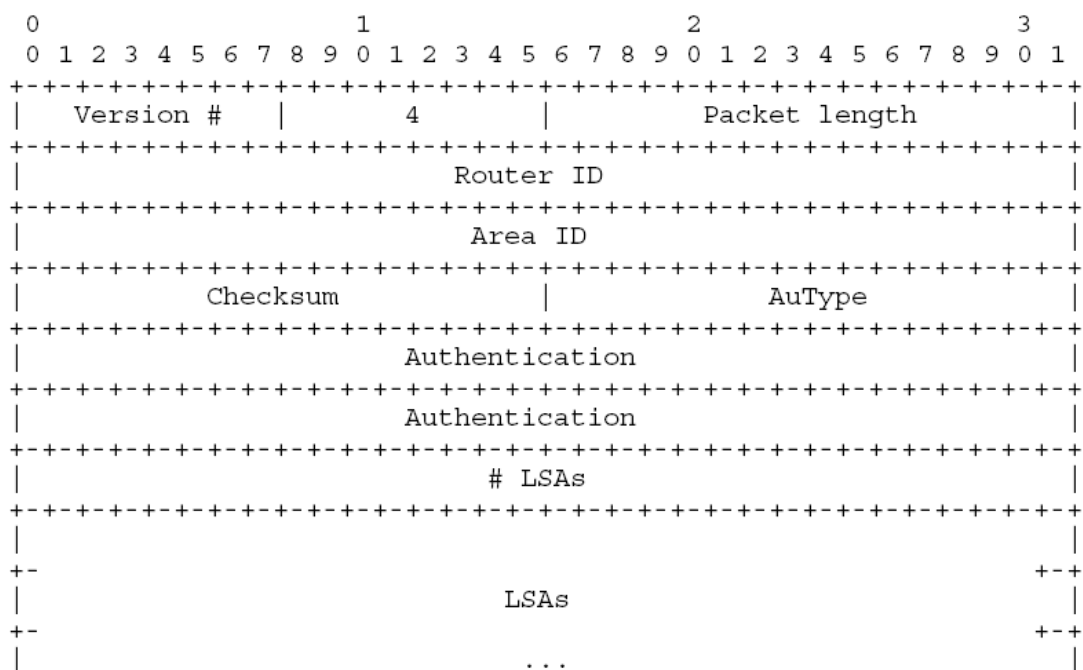 0                   1                   2                   3
 0 1 2 3 4 5 6 7 8 9 0 1 2 3 4 5 6 7 8 9 0 1 2 3 4 5 6 7 8 9 0 1
+-+-+-+-+-+-+-+-+-+-+-+-+-+-+-+-+-+-+-+-+-+-+-+-+-+-+-+-+-+-+-+-+
|   Version #   |       4       |         Packet length         |
+-+-+-+-+-+-+-+-+-+-+-+-+-+-+-+-+-+-+-+-+-+-+-+-+-+-+-+-+-+-+-+-+
|                          Router ID                            |
+-+-+-+-+-+-+-+-+-+-+-+-+-+-+-+-+-+-+-+-+-+-+-+-+-+-+-+-+-+-+-+-+
|                           Area ID                             |
+-+-+-+-+-+-+-+-+-+-+-+-+-+-+-+-+-+-+-+-+-+-+-+-+-+-+-+-+-+-+-+-+
|           Checksum            |             AuType            |
+-+-+-+-+-+-+-+-+-+-+-+-+-+-+-+-+-+-+-+-+-+-+-+-+-+-+-+-+-+-+-+-+
|                       Authentication                          |
+-+-+-+-+-+-+-+-+-+-+-+-+-+-+-+-+-+-+-+-+-+-+-+-+-+-+-+-+-+-+-+-+
|                       Authentication                          |
+-+-+-+-+-+-+-+-+-+-+-+-+-+-+-+-+-+-+-+-+-+-+-+-+-+-+-+-+-+-+-+-+
|                            # LSAs                             |
+-+-+-+-+-+-+-+-+-+-+-+-+-+-+-+-+-+-+-+-+-+-+-+-+-+-+-+-+-+-+-+-+
|                                                               |
+-                                                            +-+
|                             LSAs                              |
+-                                                            +-+
|                              ...                              |